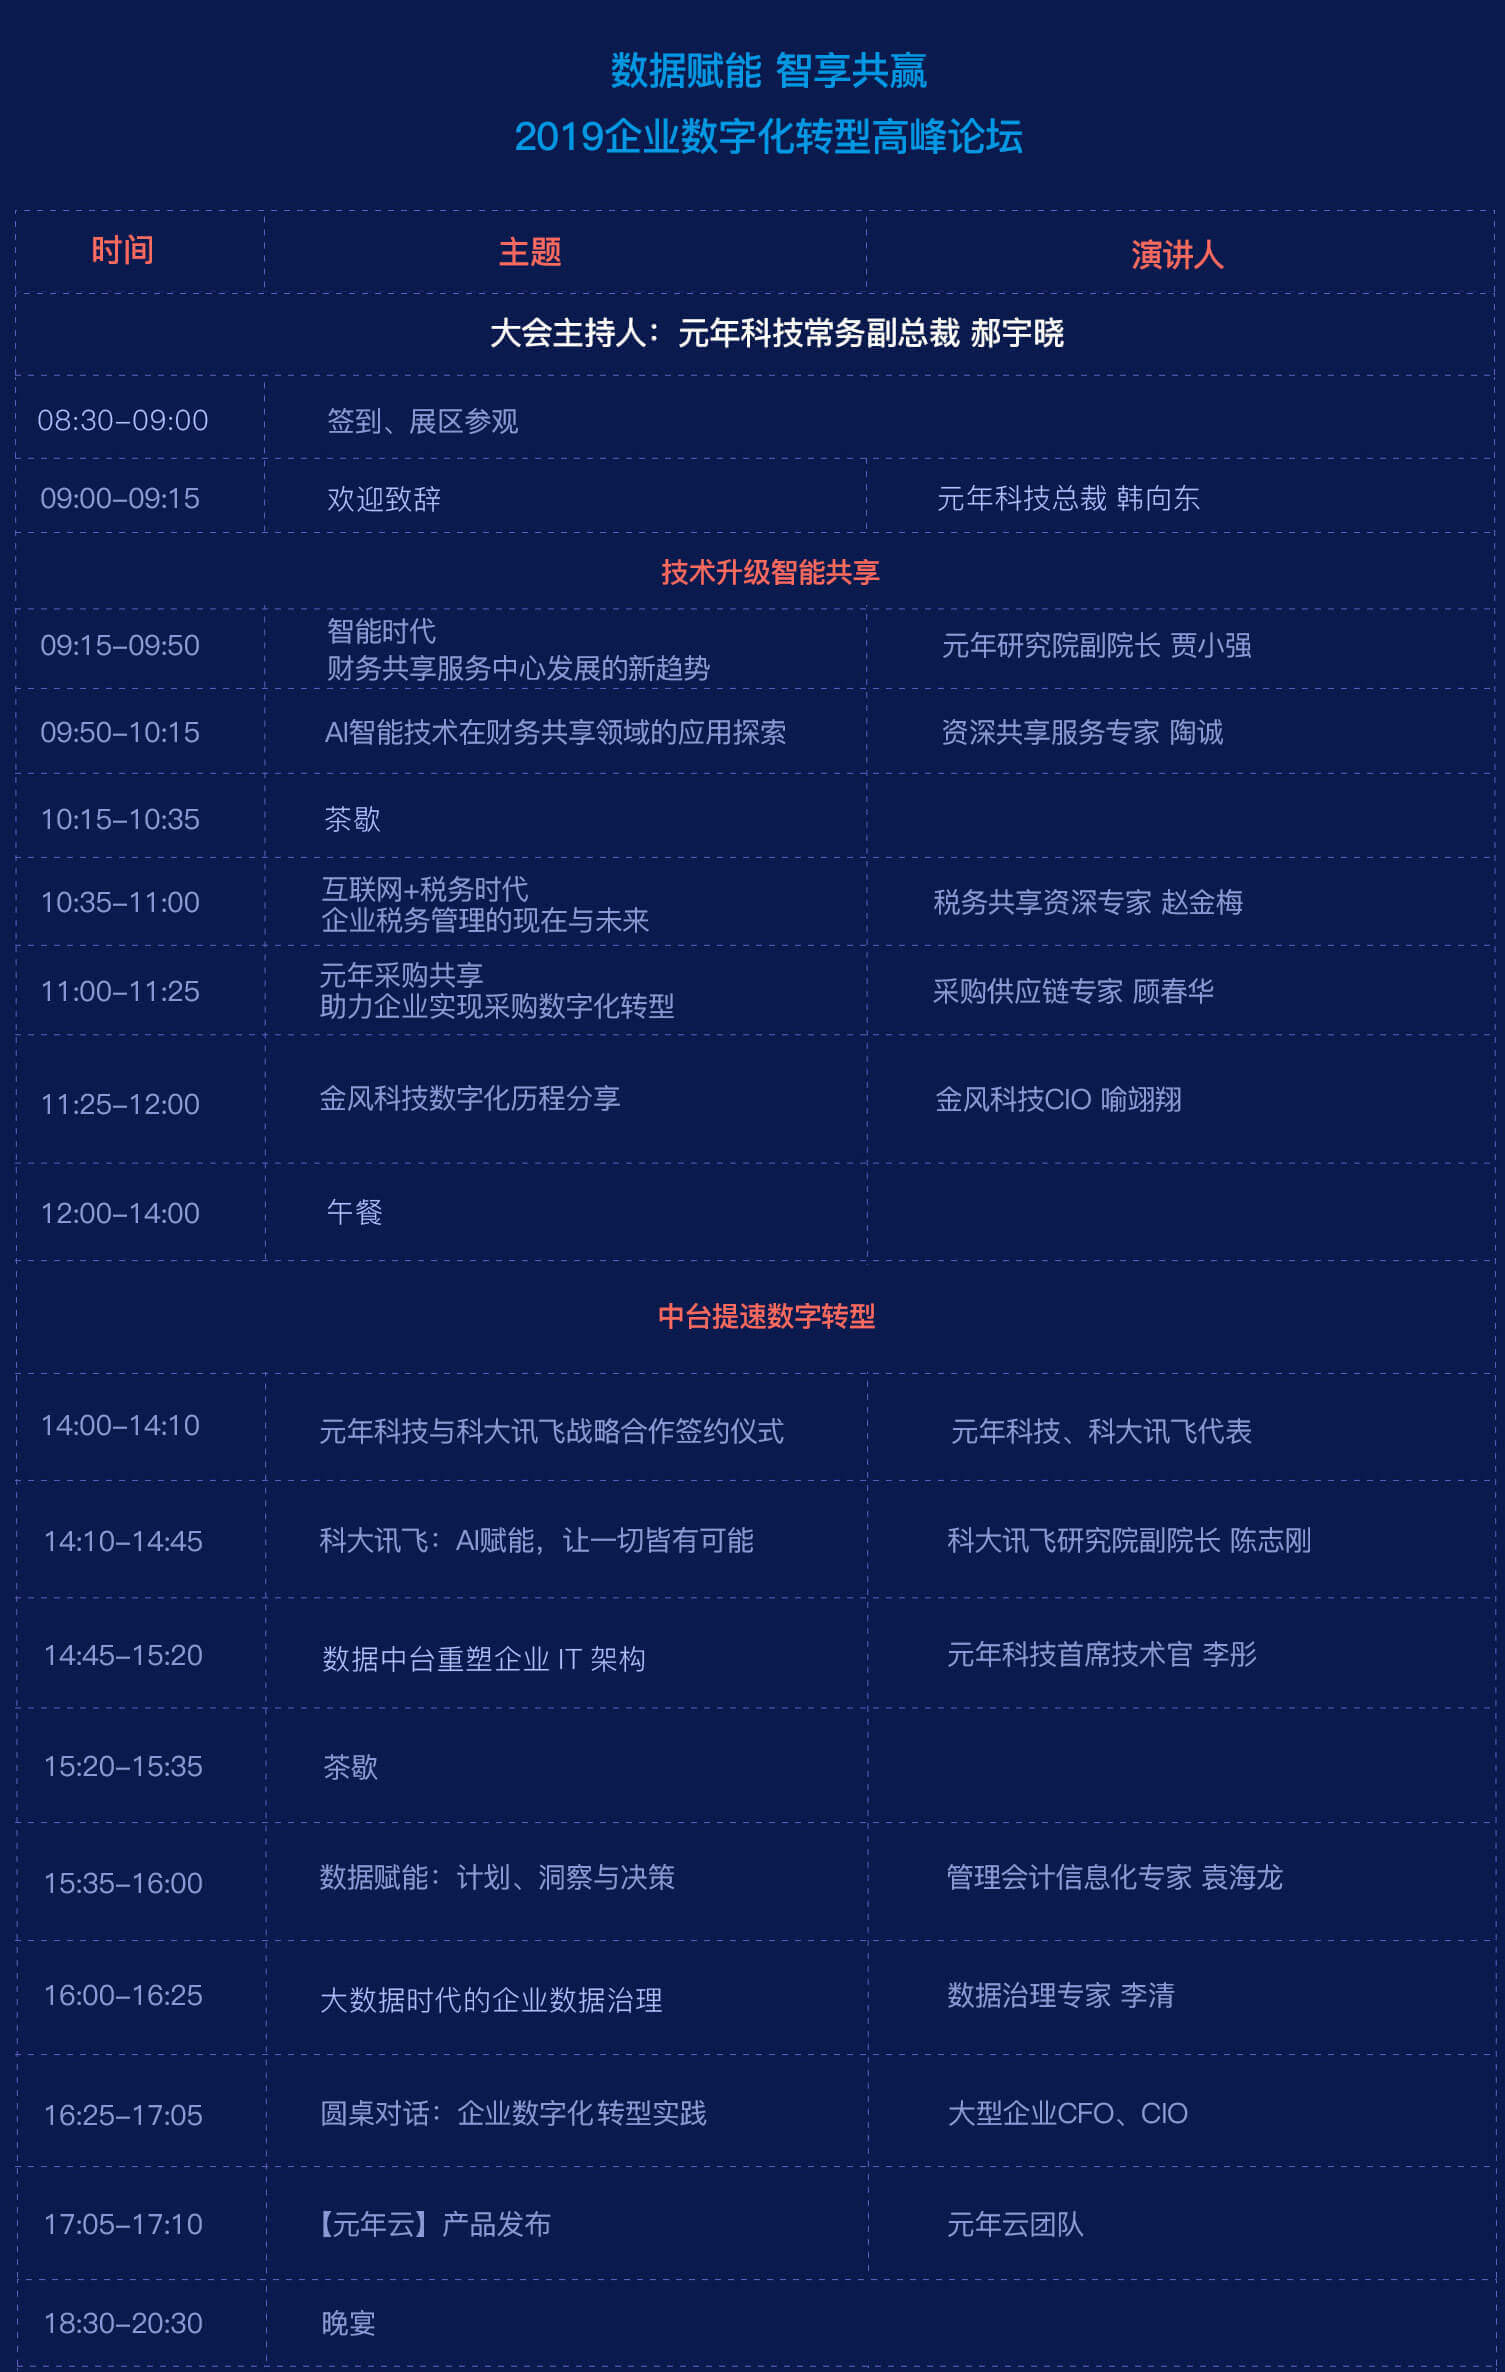 数据赋能 智享共赢
2019企业数字化转型高峰论坛
时间 主题 演讲人
大会主持人：元年科技常务副总裁 郝宇晓
08:30–09:00 签到、展区参观
09:00–09:15 欢迎致辞 元年科技总裁 韩向东
技术升级智能共享
09:15–09:50 智能时代
财务共享服务中心发展的新趋势 元年研究院副院长 贾小强
09:50–10:15 AI智能技术在财务共享领域的应用探索 资深共享服务专家 陶诚
10:15–10:35 茶歇
10:35–11:00 互联网+税务时代
企业税务管理的现在与未来 税务共享资深专家 赵金梅
11:00–11:25 元年采购共享
助力企业实现采购数字化转型 采购供应链专家 顾春华
11:25–12:00 金风科技数字化历程分享 金风科技CIO 喻翊翔
12:00–14:00 午餐
中台提速数字转型
14:00–14:10 元年科技与科大讯飞战略合作签约仪式 元年科技、科大讯飞代表
14:10–14:45 科大讯飞：AI赋能，让一切皆有可能 科大讯飞研究院副院长 陈志刚
14:45–15:20 数据中台重塑企业 IT 架构 元年科技首席技术官 李彤
15:20–15:35 茶歇
15:35–16:00 数据赋能：计划、洞察与决策 管理会计信息化专家 袁海龙
16:00–16:25 大数据时代的企业数据治理 数据治理专家 李清
16:25–17:05 圆桌对话：企业数字化转型实践 大型企业CFO、CIO
17:05–17:10 【元年云】产品发布 元年云团队
18:30–20:30 晚宴